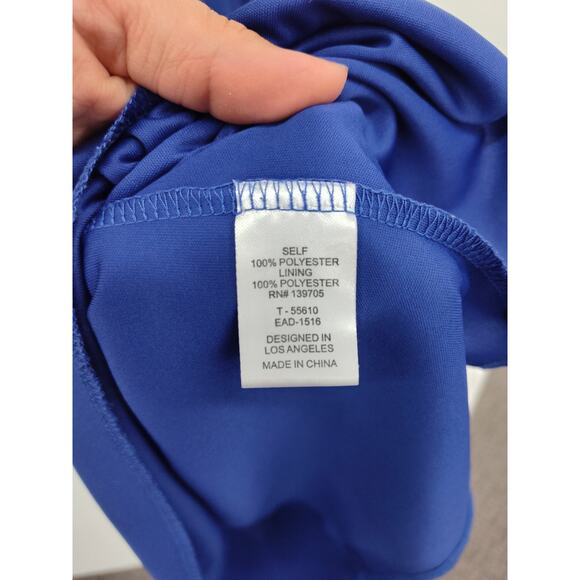 SELF
100% POLYESTER
LINING
100% POLYESTER
RN# 139705
T - 55610
EAD-1516
DESIGNED IN
LOS ANGELES
MADE IN CHINA